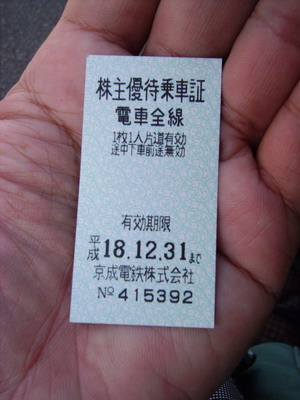 株主優待乗車証
電車全線
1枚1人片道有効
途中下車前途無効
有効期限
平成18.12.31まで
京成電鉄株式会社
No 415392